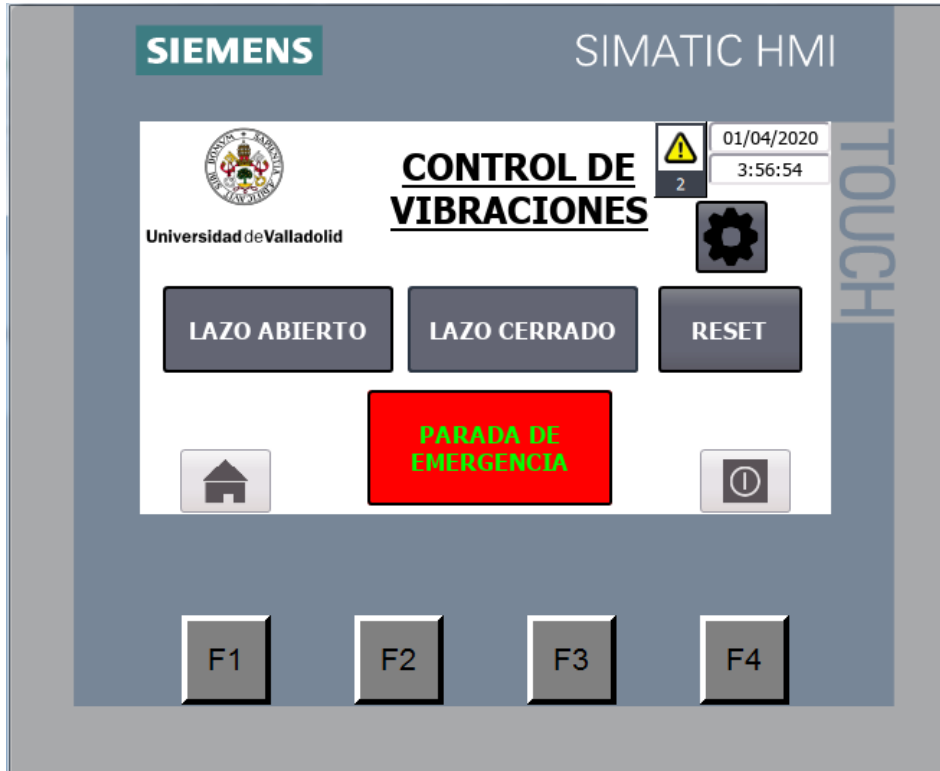 SIEMENS
SIMATIC HMI
TOUCH
Universidad de Valladolid
CONTROL DE
VIBRACIONES
2
01/04/2020
3:56:54
LAZO ABIERTO
LAZO CERRADO
RESET
PARADA DE
EMERGENCIA
F1
F2
F3
F4